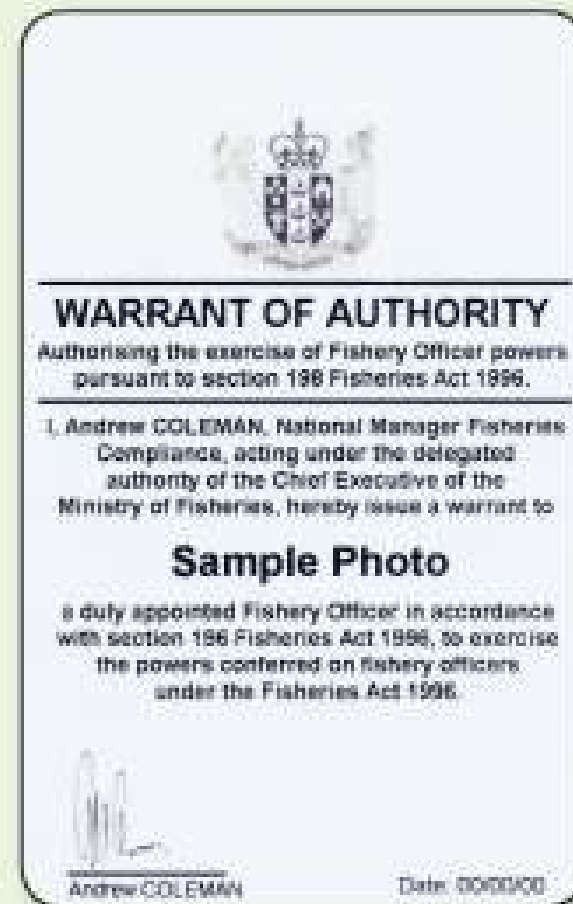 WARRANT OF AUTHORITY
Authorising the exercise of Fishery Officer powers
pursuant to section 196 Fisheries Act 1996.
I, Andrew COLEMAN, National Manager Fisheries
Compliance, acting under the delegated
authority of the Chief Executive of the
Ministry of Fisheries, hereby issue a warrant to
Sample Photo
a duly appointed Fishery Officer in accordance
with section 196 Fisheries Act 1996, to exercise
the powers conferred on fishery officers
under the Fisheries Act 1996.
Andrew COLEMAN
Date: 00/00/00